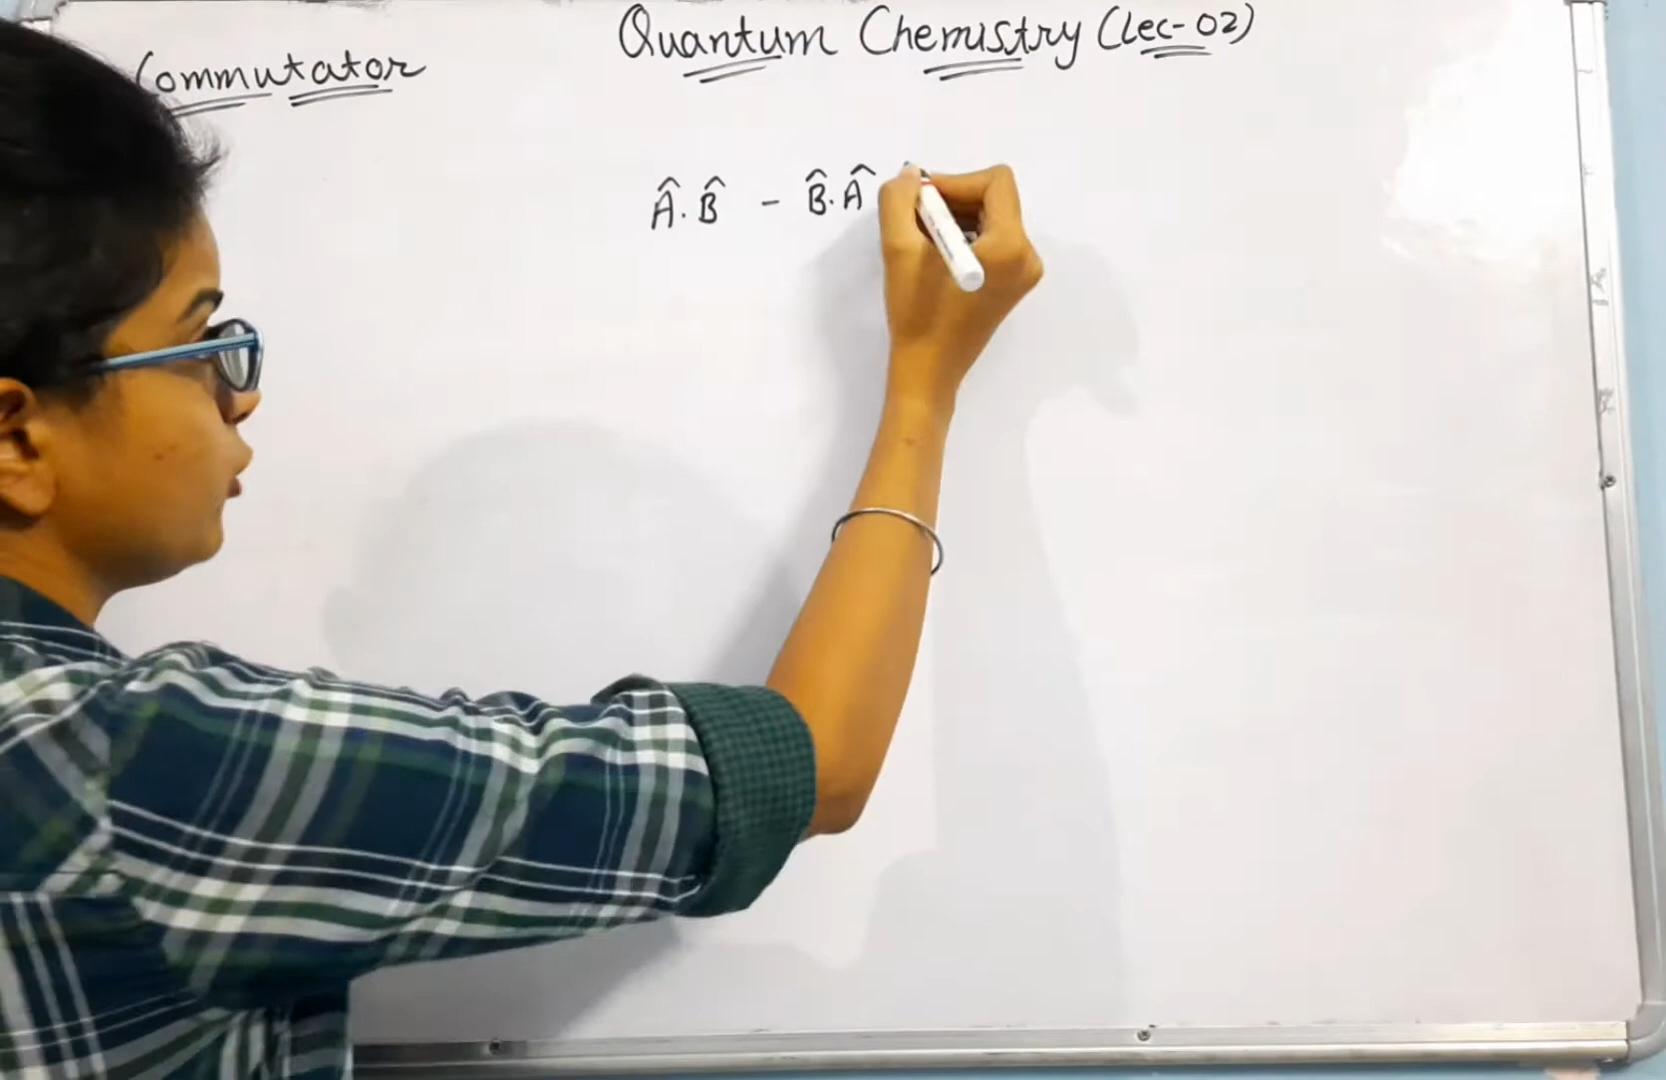 Quantum Chemistry (Lec-02)
Commutator
Â.B̂ - B̂.Â